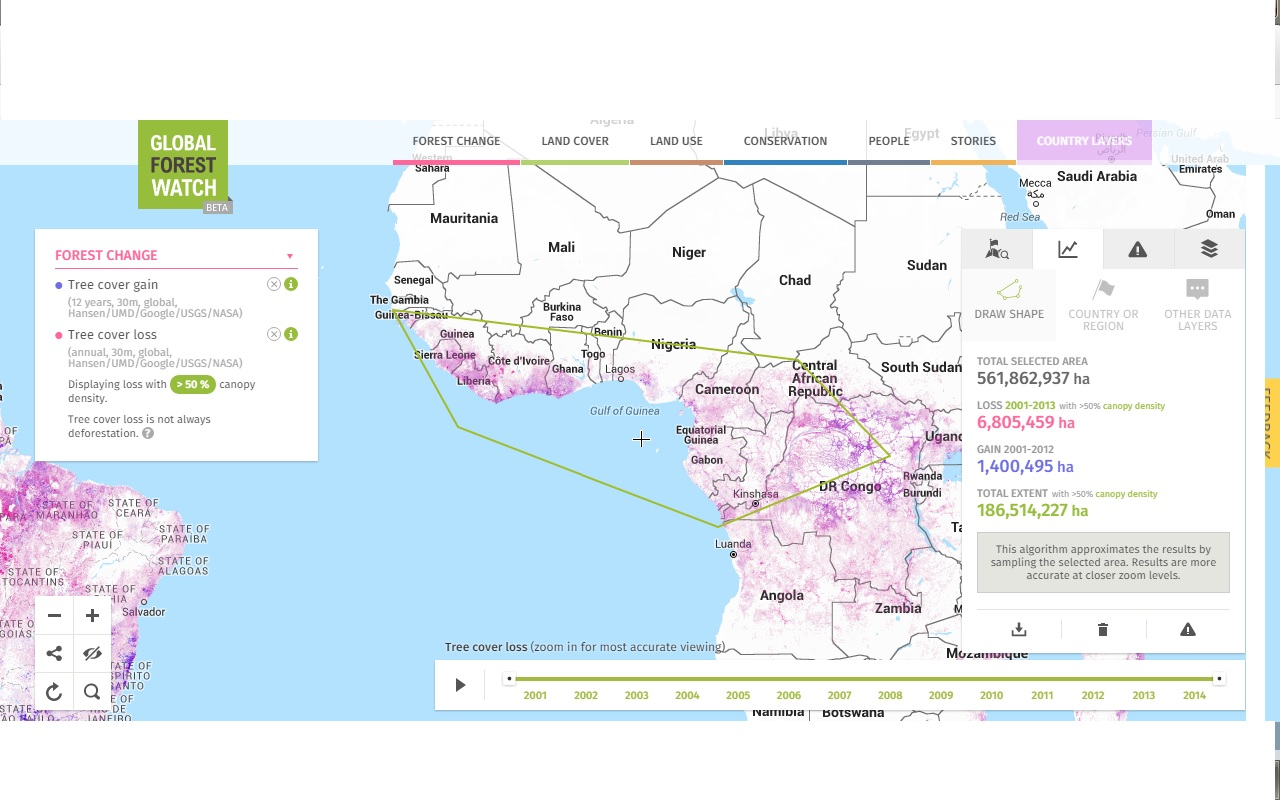 Algeria
Libya
Egypt
Persian Gulf
GLOBAL
FOREST
WATCH
BETA
FOREST CHANGE
LAND COVER
LAND USE
CONSERVATION
PEOPLE
STORIES
COUNTRY LAYERS
الرياض
Western
Sahara
Mecca
مكة
Saudi Arabia
United Arab
Emirates
Red Sea
Oman
Mauritania
Mali
Niger
Chad
Sudan
Senegal
The Gambia
Guinea-Bissau
Burkina
Faso
Guinea
Benin
Nigeria
Sierra Leone
Côte d'Ivoire
Togo
Ghana
Lagos
Liberia
Central
African
Republic
South Sudan
Cameroon
Gulf of Guinea
Equatorial
Guinea
Gabon
Rwanda
Burundi
DR Congo
Kinshasa
Luanda
Angola
Zambia
Mozambique
Namibia
Botswana
FOREST CHANGE
Tree cover gain
(12 years, 30m, global,
Hansen/UMD/Google/USGS/NASA)
Tree cover loss
(annual, 30m, global,
Hansen/UMD/Google/USGS/NASA)
Displaying loss with > 50 % canopy
density.
Tree cover loss is not always
deforestation. ?
STATE OF
MARANHÃO
STATE OF
CEARA
STATE OF
PIAUÍ
STATE OF
PARAÍBA
STATE OF
ALAGOAS
STATE OF
TOCANTINS
STATE OF
BAHIA
Salvador
DRAW SHAPE
COUNTRY OR
REGION
OTHER DATA
LAYERS
TOTAL SELECTED AREA
561,862,937 ha
LOSS 2001-2013 with >50% canopy density
6,805,459 ha
GAIN 2001-2012
1,400,495 ha
TOTAL EXTENT with >50% canopy density
186,514,227 ha
This algorithm approximates the results by
sampling the selected area. Results are more
accurate at closer zoom levels.
FEEDBACK
Tree cover loss (zoom in for most accurate viewing)
2001 2002 2003 2004 2005 2006 2007 2008 2009 2010 2011 2012 2013 2014